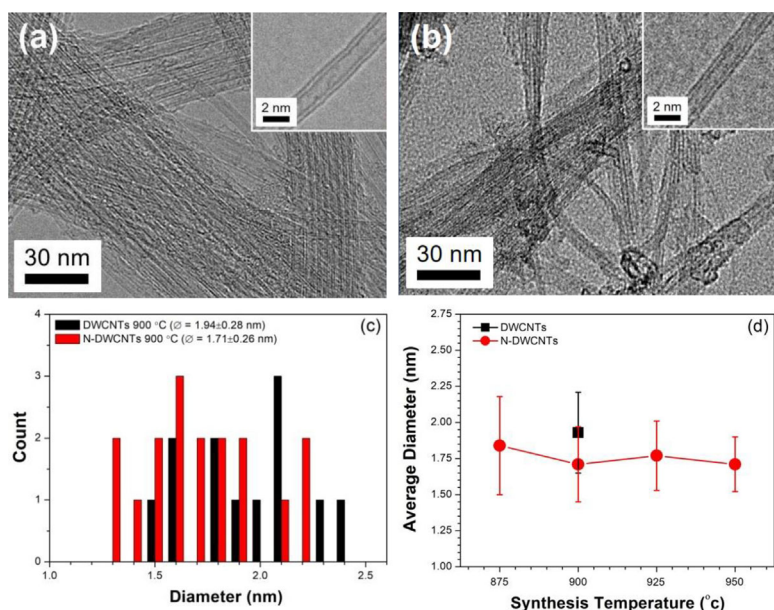 (a)
2 nm
30 nm
(b)
2 nm
30 nm
(c)
DWCNTs 900 °C (∅ = 1.94±0.28 nm)
N-DWCNTs 900 °C (∅ = 1.71±0.26 nm)
4
3
2
1
0
Count
1.0 1.5 2.0 2.5
Diameter (nm)
(d)
DWCNTs
N-DWCNTs
2.75
2.50
2.25
2.00
1.75
1.50
1.25
1.00
Average Diameter (nm)
875 900 925 950
Synthesis Temperature (°c)